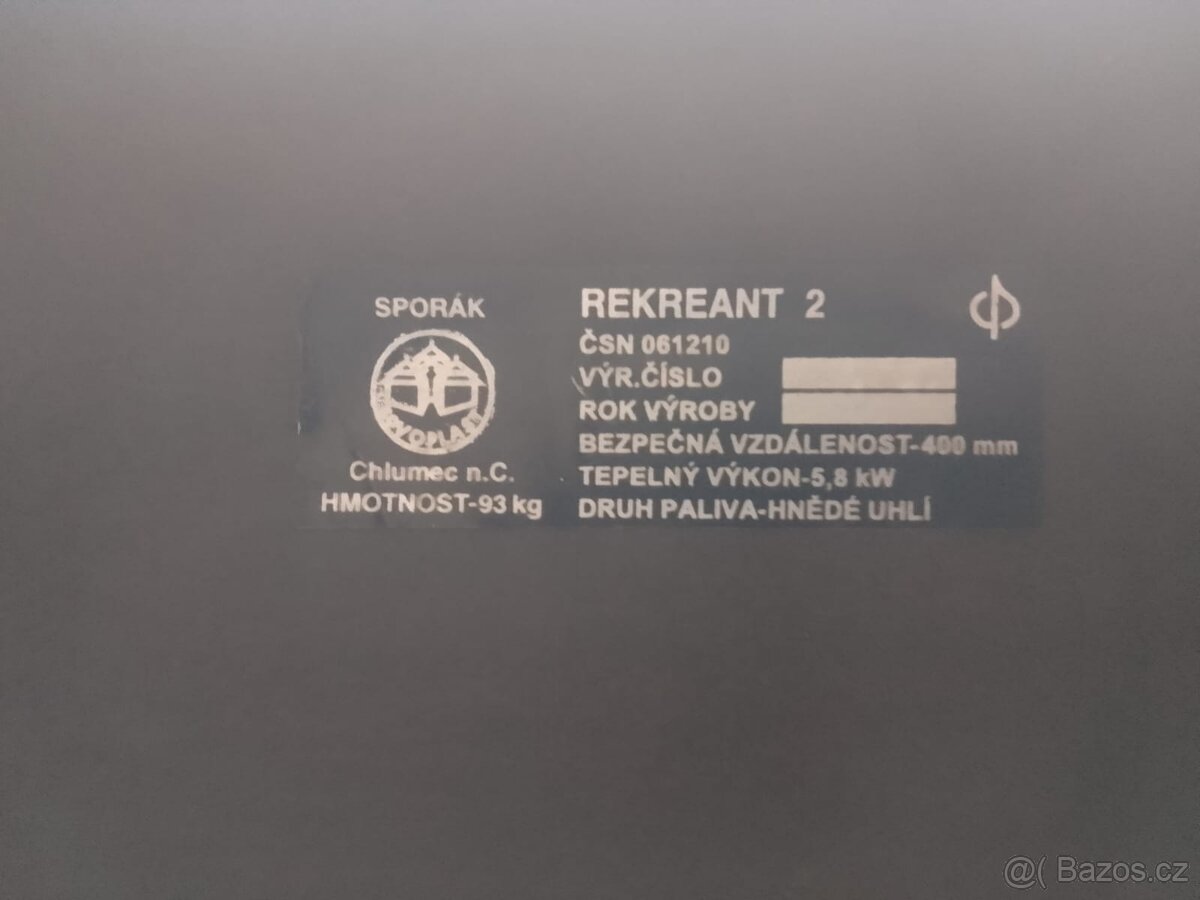 SPORÁK
Chlumec n.C.
HMOTNOST-93 kg
REKREANT 2
ČSN 061210
VÝR.ČÍSLO
ROK VÝROBY
BEZPEČNÁ VZDÁLENOST-400 mm
TEPELNÝ VÝKON-5,8 kW
DRUH PALIVA-HNĚDÉ UHLÍ
@( Bazos.cz